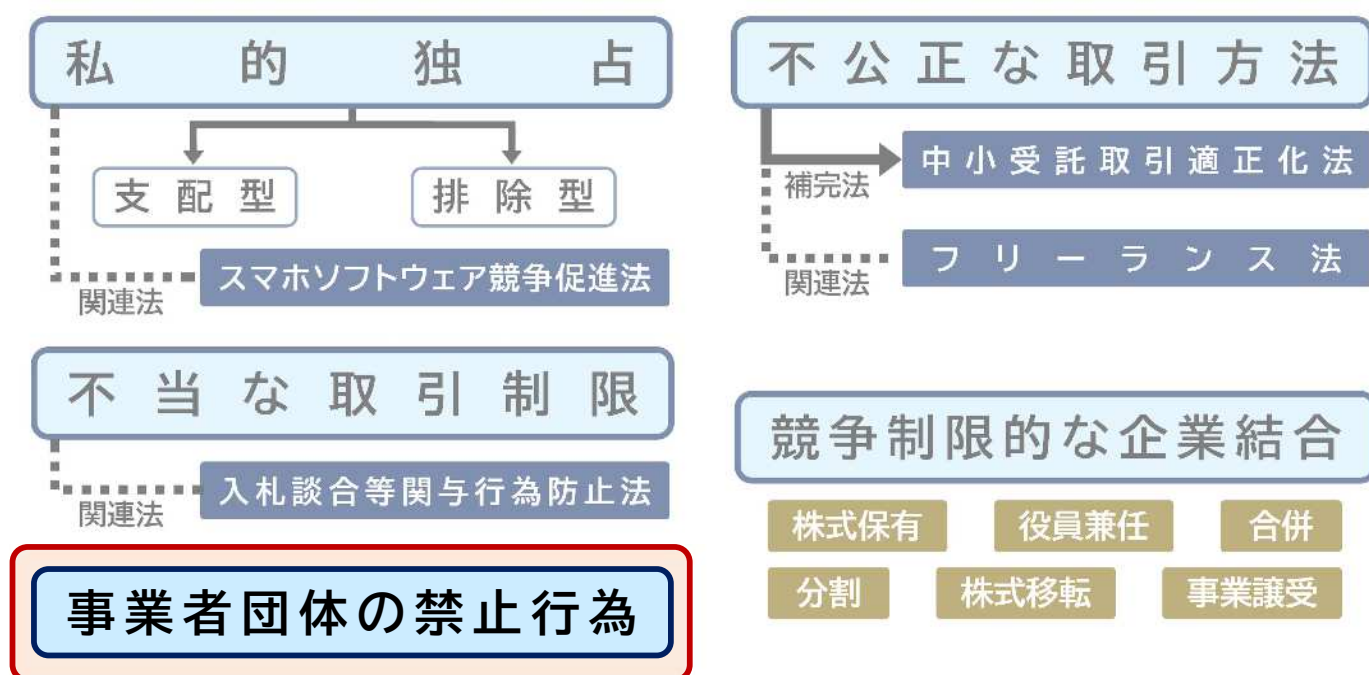 私的独占
支配型
排除型
関連法
スマホソフトウェア競争促進法
不当な取引制限
関連法
入札談合等関与行為防止法
事業者団体の禁止行為
不公正な取引方法
補完法
中小受託取引適正化法
関連法
フリーランス法
競争制限的な企業結合
株式保有
役員兼任
合併
分割
株式移転
事業譲受